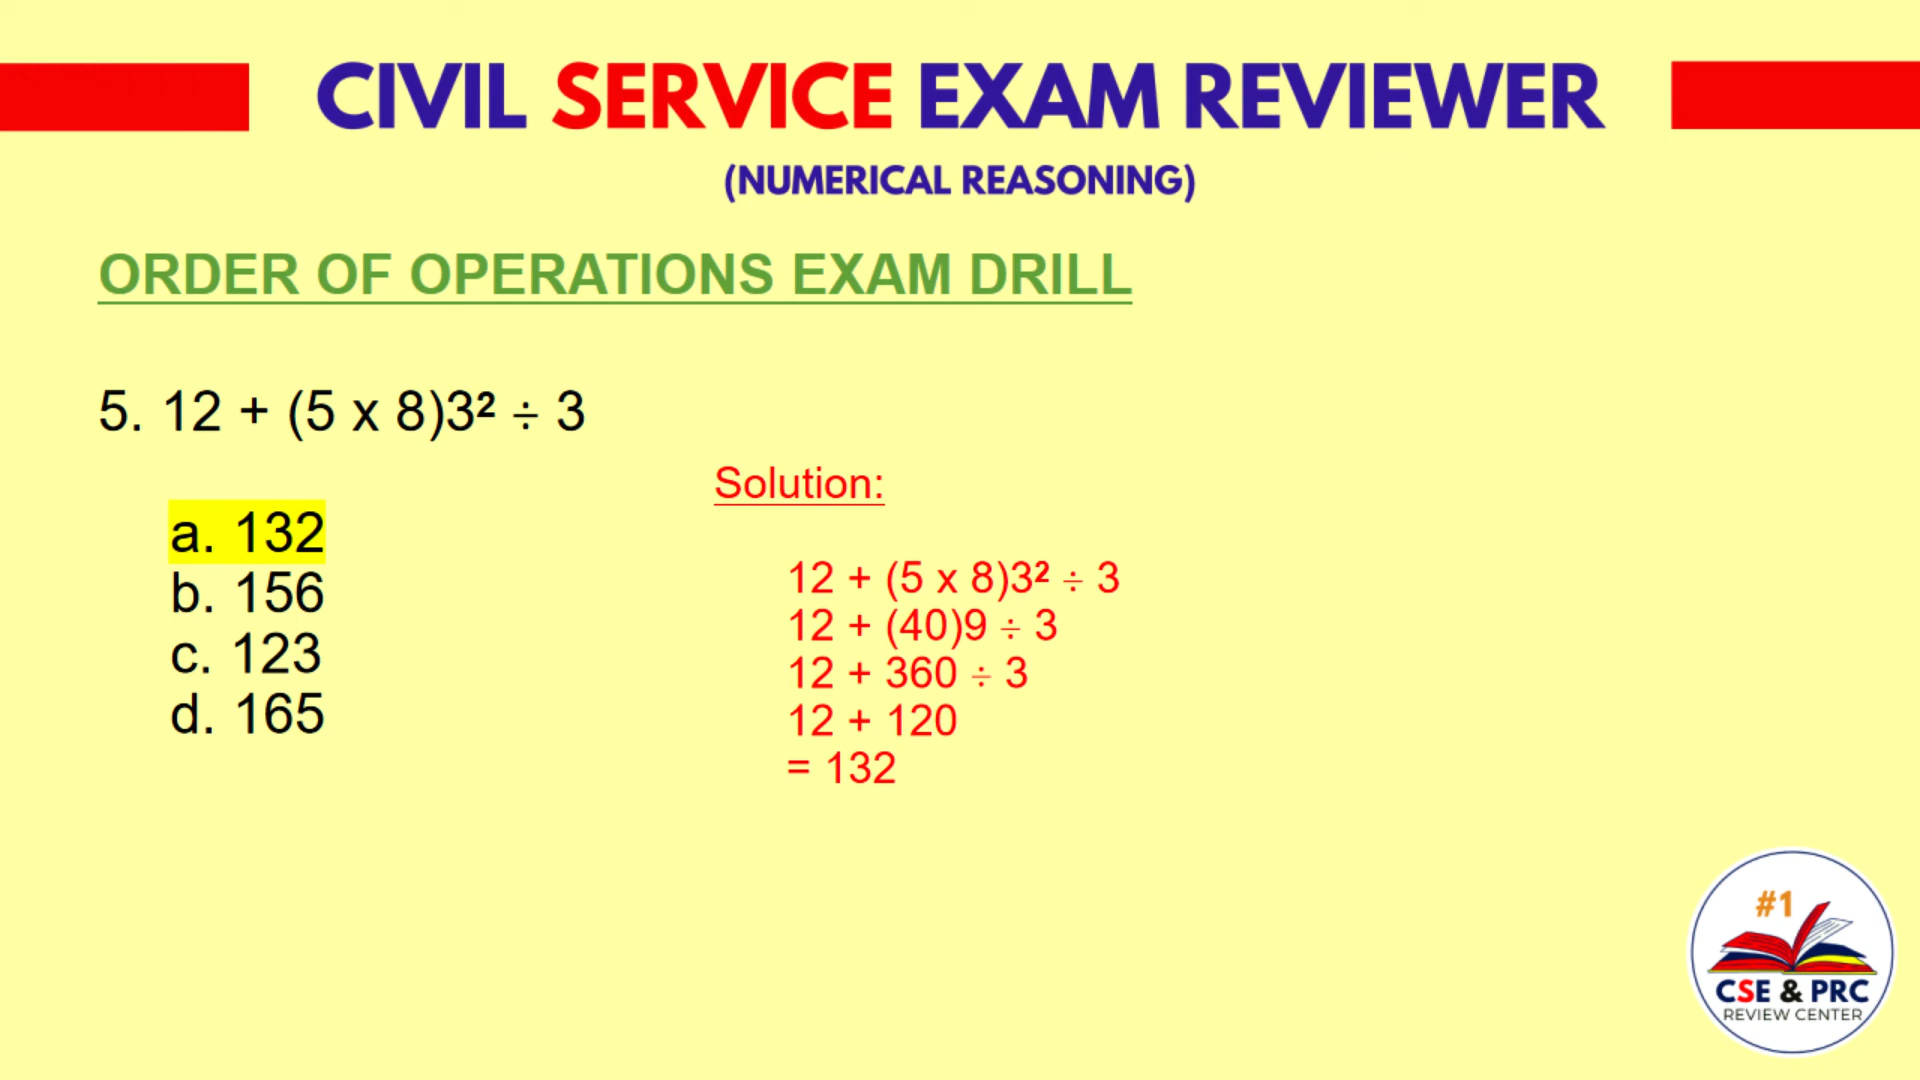 CIVIL SERVICE EXAM REVIEWER
(NUMERICAL REASONING)
ORDER OF OPERATIONS EXAM DRILL
5. 12 + (5 x 8)3² ÷ 3
a. 132
b. 156
c. 123
d. 165
Solution:
12 + (5 x 8)3² ÷ 3
12 + (40)9 ÷ 3
12 + 360 ÷ 3
12 + 120
= 132
#1
CSE & PRC
REVIEW CENTER